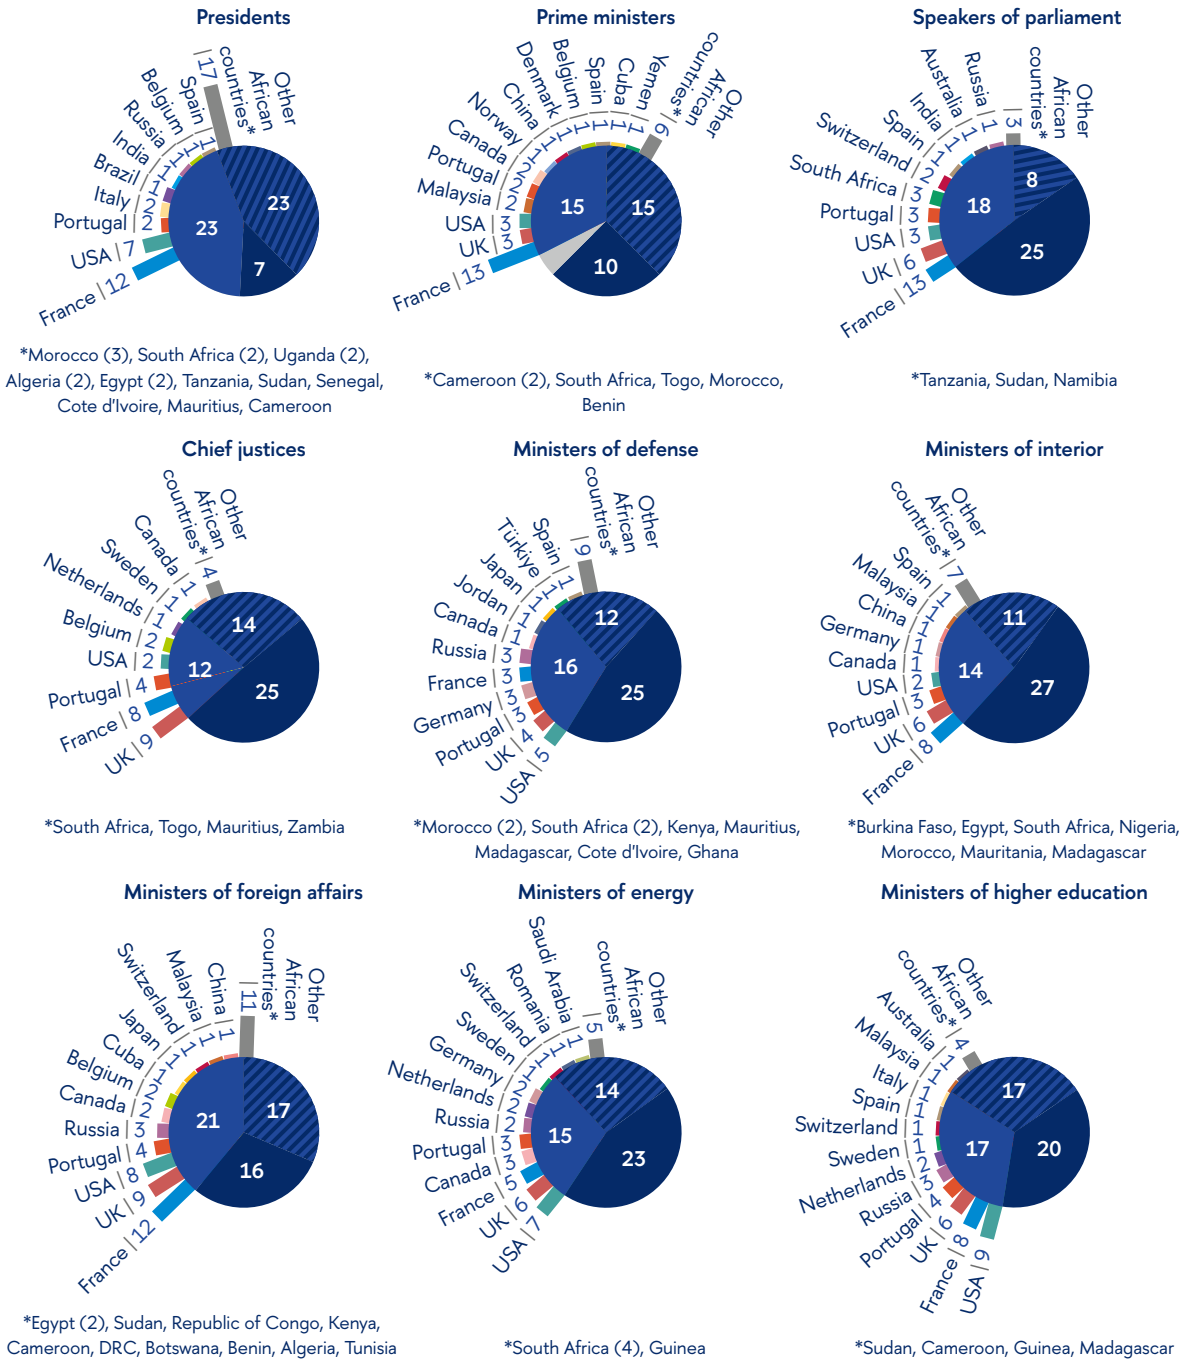 Presidents
Other
African
countries*
17
Spain
1
Belgium
1
Russia
1
India
1
Brazil
1
Italy
2
Portugal
2
USA
7
France
12
23
7
23
*Morocco (3), South Africa (2), Uganda (2),
Algeria (2), Egypt (2), Tanzania, Sudan, Senegal,
Cote d'Ivoire, Mauritius, Cameroon
Prime ministers
Other
African
countries*
6
Yemen
1
Cuba
1
Spain
1
Belgium
1
Denmark
1
China
1
Norway
1
Canada
2
Portugal
2
Malaysia
2
USA
3
UK
3
France
13
15
10
15
*Cameroon (2), South Africa, Togo, Morocco,
Benin
Speakers of parliament
Other
African
countries*
3
Russia
1
Australia
1
India
1
Spain
1
Switzerland
2
South Africa
3
Portugal
3
USA
3
UK
6
France
13
8
25
18
*Tanzania, Sudan, Namibia
Chief justices
Other
African
countries*
4
Canada
1
Sweden
1
Netherlands
1
Belgium
2
USA
2
Portugal
4
France
8
UK
9
14
25
12
*South Africa, Togo, Mauritius, Zambia
Ministers of defense
Other
African
countries*
9
Spain
1
Türkiye
1
Japan
1
Jordan
1
Canada
1
Russia
3
France
3
Germany
3
Portugal
3
UK
4
USA
5
12
25
16
*Morocco (2), South Africa (2), Kenya, Mauritius,
Madagascar, Cote d'Ivoire, Ghana
Ministers of interior
Other
African
countries*
7
Spain
1
Malaysia
1
China
1
Germany
1
Canada
1
USA
2
Portugal
3
UK
6
France
8
11
27
14
*Burkina Faso, Egypt, South Africa, Nigeria,
Morocco, Mauritania, Madagascar
Ministers of foreign affairs
Other
African
countries*
11
China
1
Malaysia
1
Switzerland
1
Japan
1
Cuba
1
Belgium
2
Canada
2
Russia
3
Portugal
4
USA
8
UK
9
France
12
17
16
21
*Egypt (2), Sudan, Republic of Congo, Kenya,
Cameroon, DRC, Botswana, Benin, Algeria, Tunisia
Ministers of energy
Other
African
countries*
5
Saudi Arabia
1
Romania
1
Switzerland
1
Sweden
1
Germany
2
Netherlands
2
Russia
2
Portugal
3
Canada
3
France
5
UK
6
USA
7
14
23
15
*South Africa (4), Guinea
Ministers of higher education
Other
African
countries*
4
Australia
1
Malaysia
1
Italy
1
Spain
1
Switzerland
1
Sweden
1
Netherlands
2
Russia
3
Portugal
4
UK
6
France
8
USA
9
17
20
17
*Sudan, Cameroon, Guinea, Madagascar